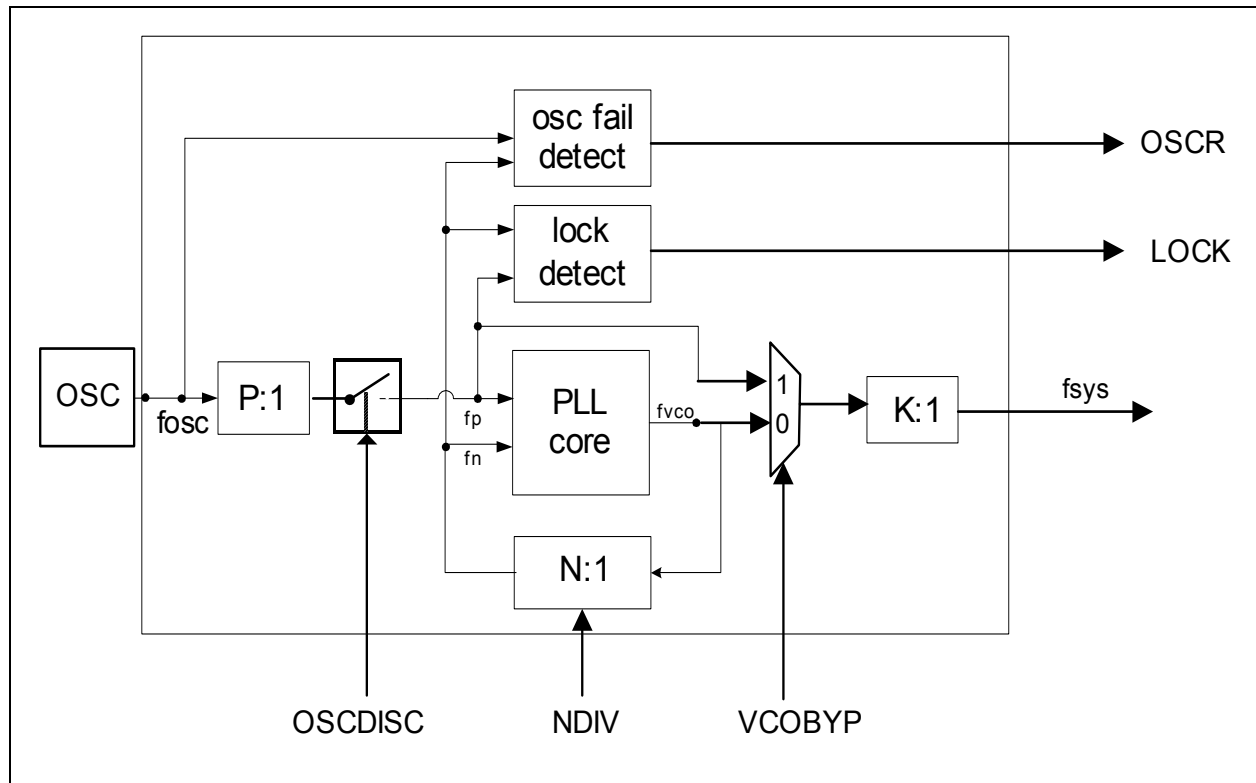 osc fail
detect
OSCR
lock
detect
LOCK
OSC
fosc
P:1
fp
fn
PLL
core
fvco
1
0
K:1
fsys
N:1
OSCDISC
NDIV
VCOBYP